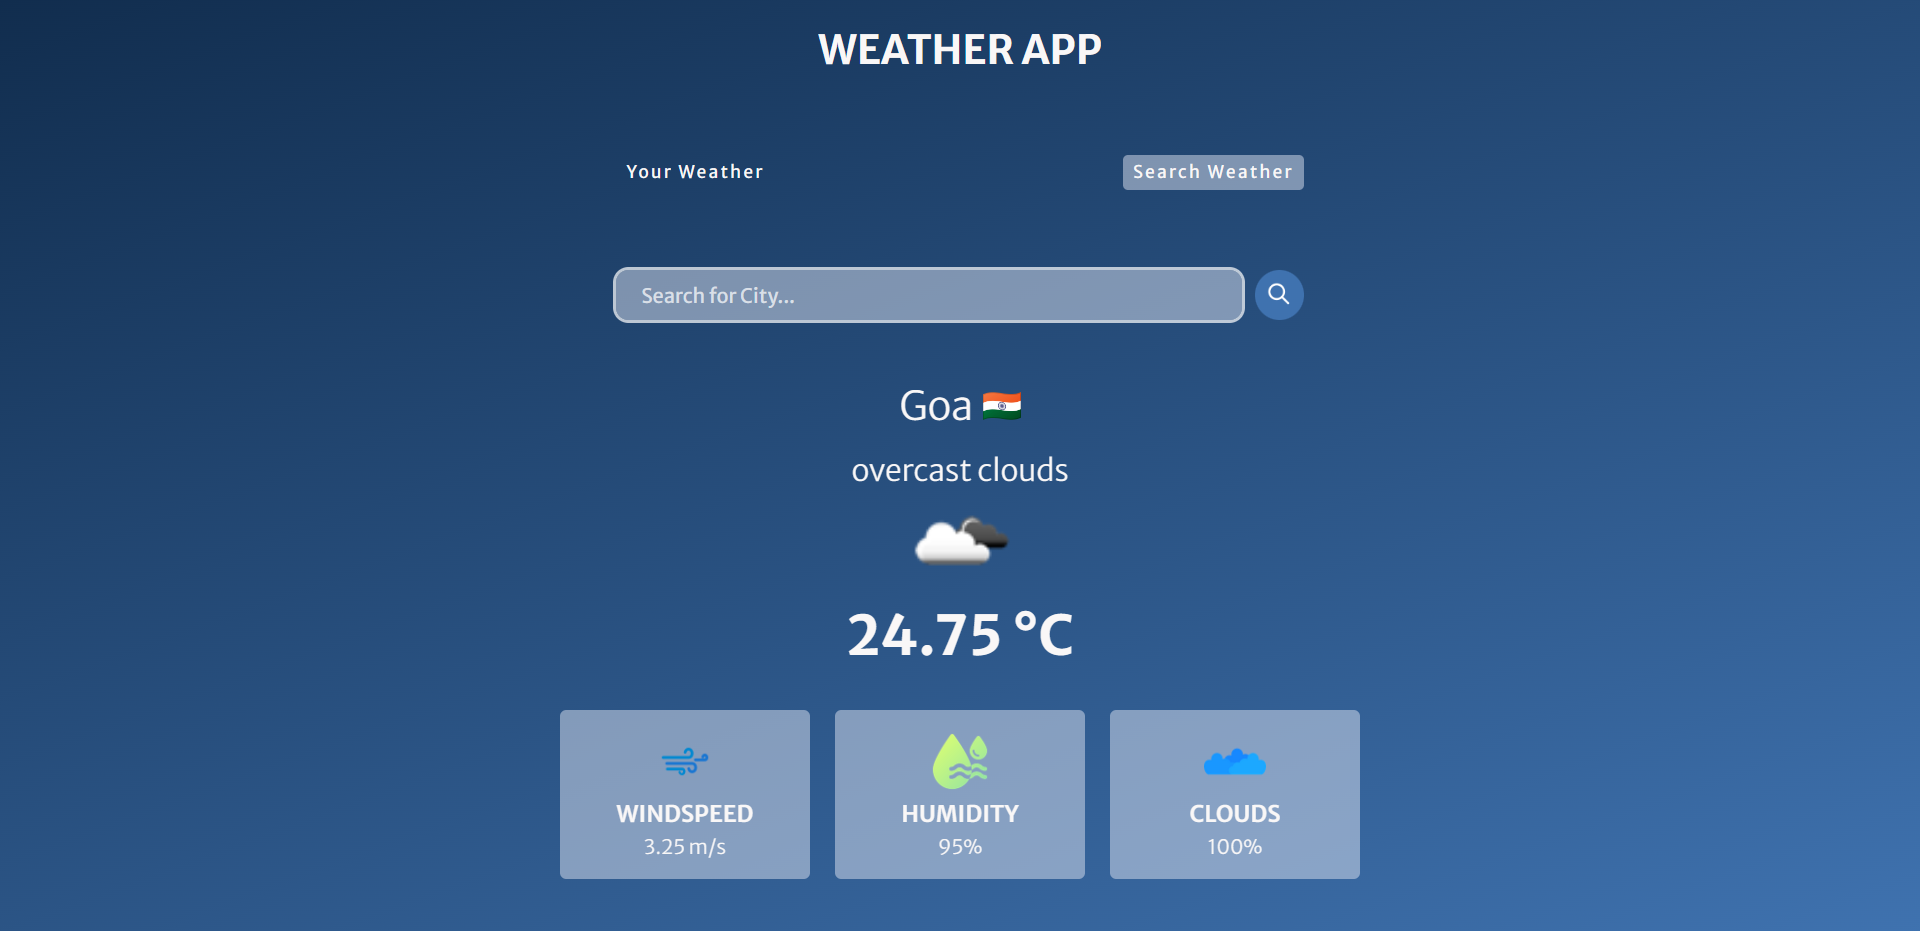 WEATHER APP
Your Weather
Search Weather
Search for City...
Goa
overcast clouds
24.75 °C
WINDSPEED
3.25 m/s
HUMIDITY
95%
CLOUDS
100%